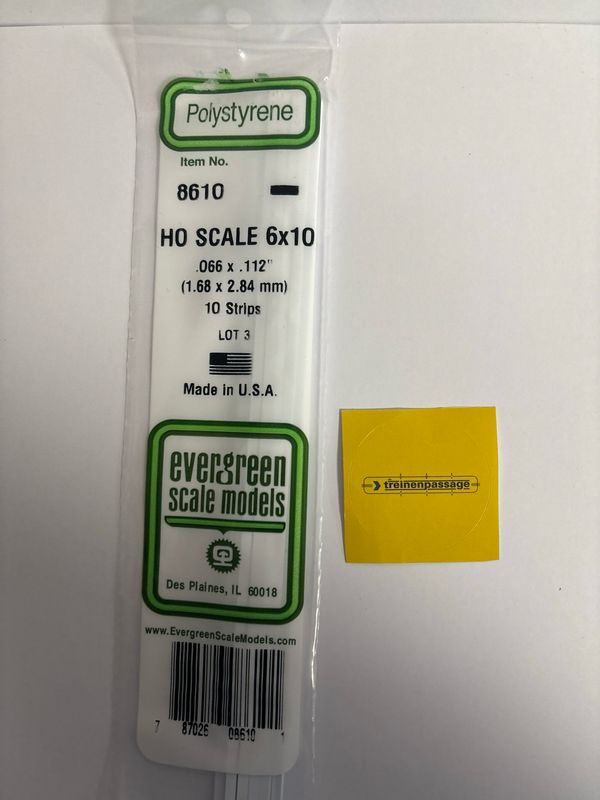 Polystyrene
Item No.
8610
HO SCALE 6x10
.066 x .112"
(1.68 x 2.84 mm)
10 Strips
LOT 3
Made in U.S.A.
evergreen
scale models
Des Plaines, IL 60018
www.EvergreenScaleModels.com
7 87026 08610 1
treinenpassage